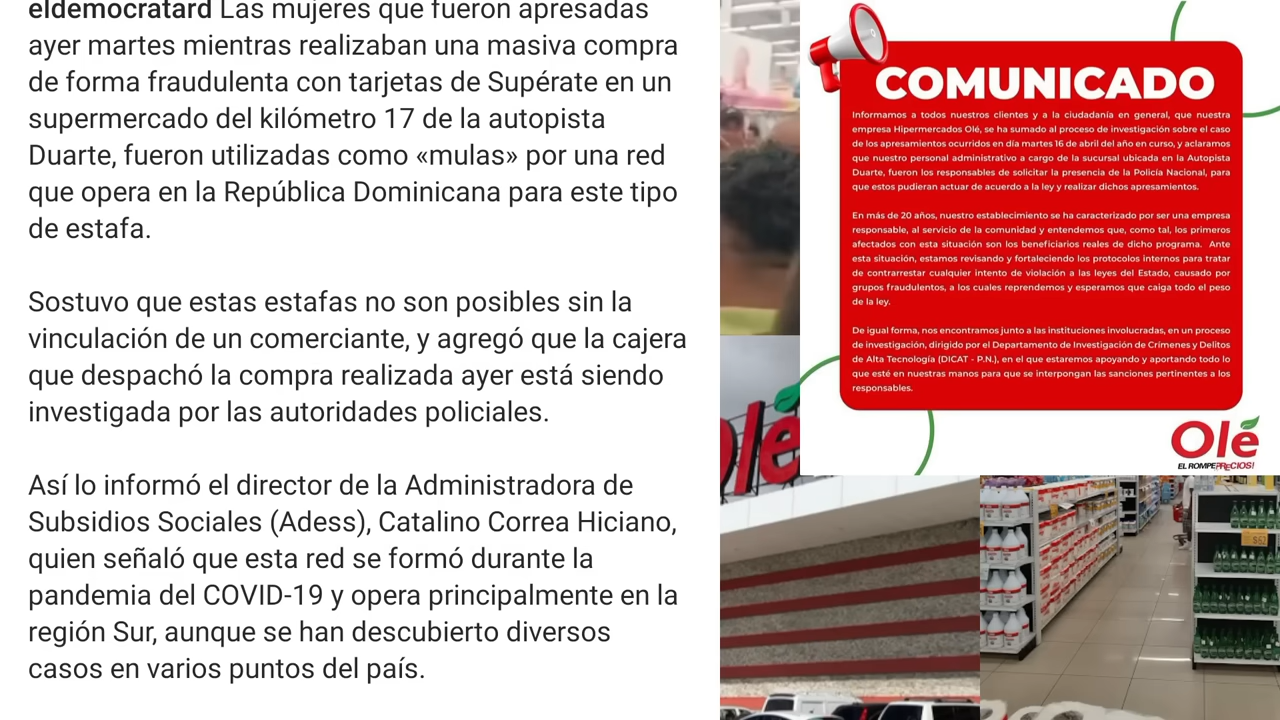 eldemocratard Las mujeres que fueron apresadas
ayer martes mientras realizaban una masiva compra
de forma fraudulenta con tarjetas de Supérate en un
supermercado del kilómetro 17 de la autopista
Duarte, fueron utilizadas como «mulas» por una red
que opera en la República Dominicana para este tipo
de estafa.
Sostuvo que estas estafas no son posibles sin la
vinculación de un comerciante, y agregó que la cajera
que despachó la compra realizada ayer está siendo
investigada por las autoridades policiales.
Así lo informó el director de la Administradora de
Subsidios Sociales (Adess), Catalino Correa Hiciano,
quien señaló que esta red se formó durante la
pandemia del COVID-19 y opera principalmente en la
región Sur, aunque se han descubierto diversos
casos en varios puntos del país.
COMUNICADO
Informamos a todos nuestros clientes y a la ciudadanía en general, que nuestra
empresa Hipermercados Olé, se ha sumado al proceso de investigación sobre el caso
de los apresamientos ocurridos en día martes 16 de abril del año en curso, y aclaramos
que nuestro personal administrativo a cargo de la sucursal ubicada en la Autopista
Duarte, fueron los responsables de solicitar la presencia de la Policía Nacional, para
que estos pudieran actuar de acuerdo a la ley y realizar dichos apresamientos.
En más de 20 años, nuestro establecimiento se ha caracterizado por ser una empresa
responsable, al servicio de la comunidad y entendemos que, como tal, los primeros
afectados con esta situación son los beneficiarios reales de dicho programa. Ante
esta situación, estamos revisando y fortaleciendo los protocolos internos para tratar
de contrarrestar cualquier intento de violación a las leyes del Estado, causado por
grupos fraudulentos, a los cuales reprendemos y esperamos que caiga todo el peso
de la ley.
De igual forma, nos encontramos junto a las instituciones involucradas, en un proceso
de investigación, dirigido por el Departamento de Investigación de Crímenes y Delitos
de Alta Tecnología (DICAT - P.N.), en el que estaremos apoyando y aportando todo lo
que esté en nuestras manos para que se interpongan las sanciones pertinentes a los
responsables.
Olé
EL ROMPEPRECIOS!
Olé